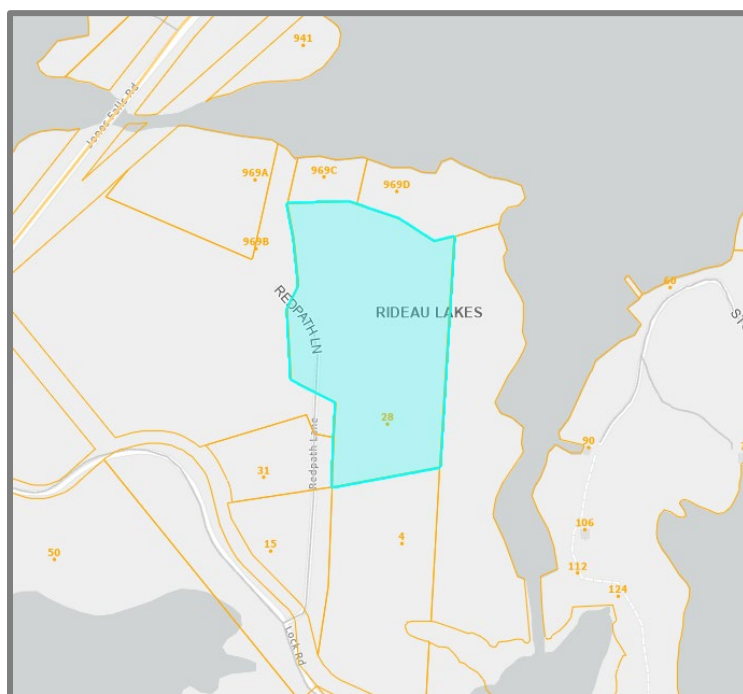 941
Jones Falls Rd
969A
969C
969D
969B
REDPATH LN
RIDEAU LAKES
60
28
90
31
Redpath Lane
15
4
106
50
112
124
Lock Rd